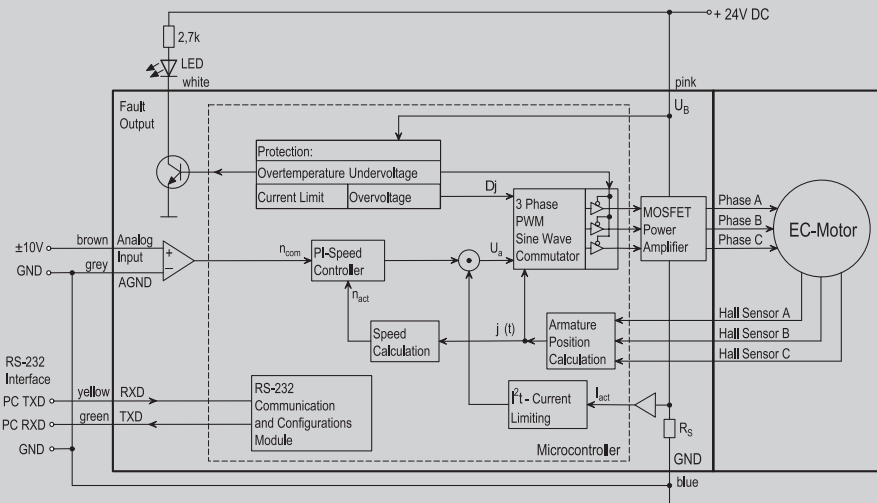 + 24V DC
2,7k
LED
white
pink
Fault
Output
U_B
Protection:
Overtemperature Undervoltage
Current Limit
Overvoltage
Dj
3 Phase
PWM
Sine Wave
Commutator
MOSFET
Power
Amplifier
Phase A
Phase B
Phase C
EC-Motor
±10V
brown
Analog
Input
+
−
GND
grey
AGND
n_com
PI-Speed
Controller
U_a
n_act
Speed
Calculation
j (t)
Armature
Position
Calculation
Hall Sensor A
Hall Sensor B
Hall Sensor C
RS-232
Interface
PC TXD
yellow
RXD
PC RXD
green
TXD
GND
RS-232
Communication
and Configurations
Module
I²t - Current
Limiting
I_act
R_S
Microcontroller
GND
blue